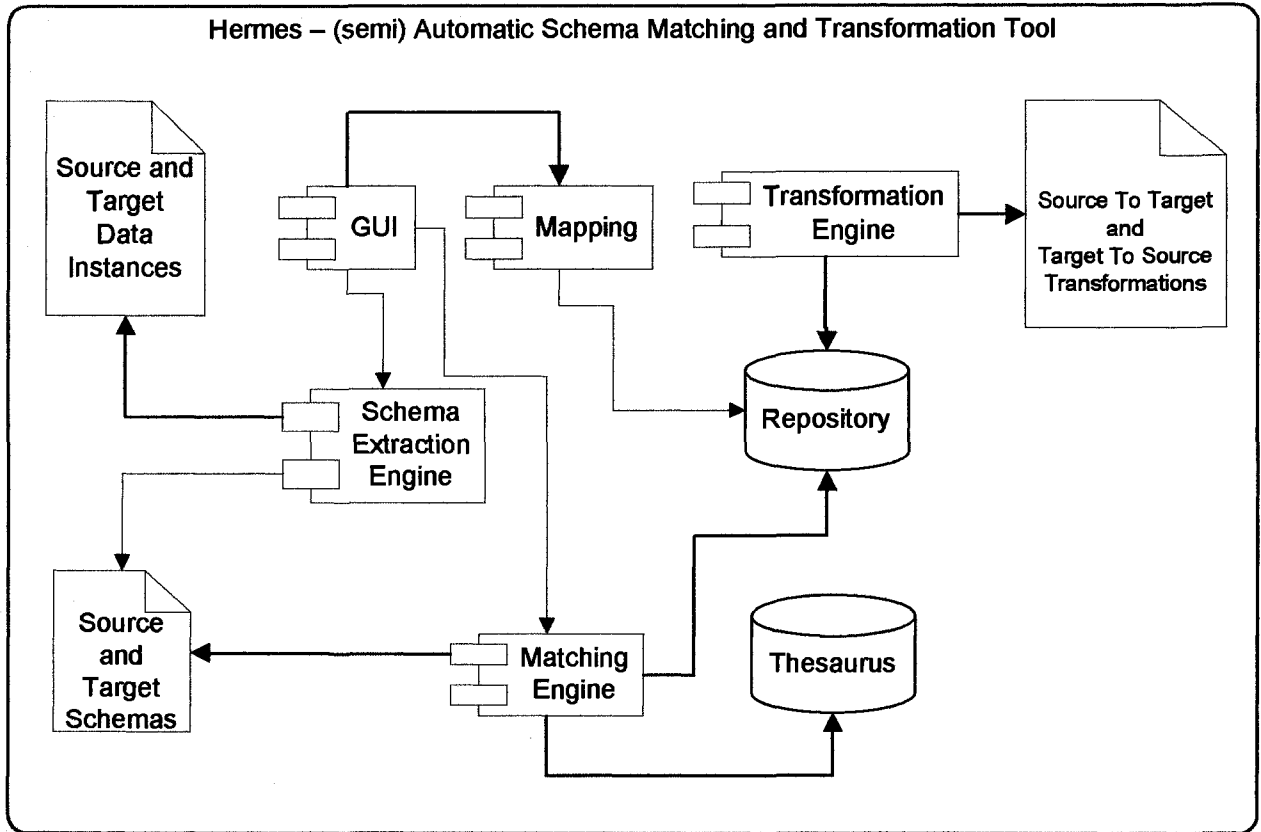 Hermes – (semi) Automatic Schema Matching and Transformation Tool
Source and
Target
Data
Instances
GUI
Mapping
Transformation
Engine
Source To Target
and
Target To Source
Transformations
Schema
Extraction
Engine
Repository
Source
and
Target
Schemas
Matching
Engine
Thesaurus